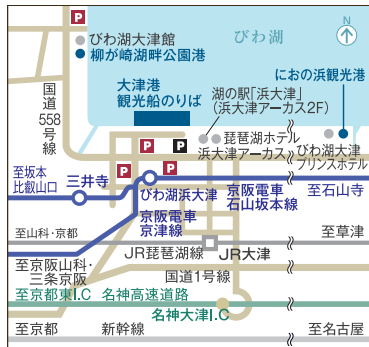 P
N
びわ湖大津館
柳が崎湖畔公園港
びわ湖
国道558号線
大津港
観光船のりば
湖の駅「浜大津」
(浜大津アーカス2F)
におの浜観光港
P
P
琵琶湖ホテル
浜大津アーカス
びわ湖大津
プリンスホテル
P
P
至坂本
比叡山口
三井寺
びわ湖浜大津
京阪電車
石山坂本線
至石山寺
京阪電車
京津線
至山科・京都
至草津
JR琵琶湖線
JR大津
至京阪山科・
三条京阪
国道1号線
至京都東I.C
名神高速道路
名神大津I.C
至京都
新幹線
至名古屋